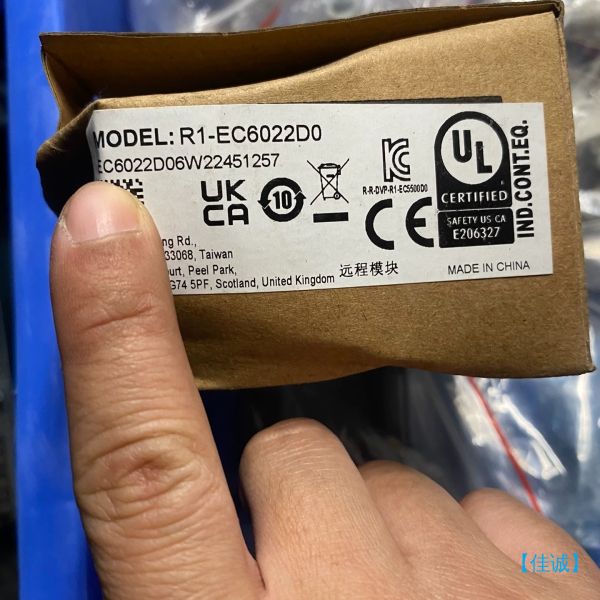 MODEL: R1-EC6022D0
EC6022D06W22451257
UK
CA
10
R-R-DVP-R1-EC5500D0
CE
UL
CERTIFIED
SAFETY US CA
E206327
IND.CONT.EQ.
Rd.,
33068, Taiwan
Peel Park,
G74 5PF, Scotland, United Kingdom
远程模块
MADE IN CHINA
【佳诚】